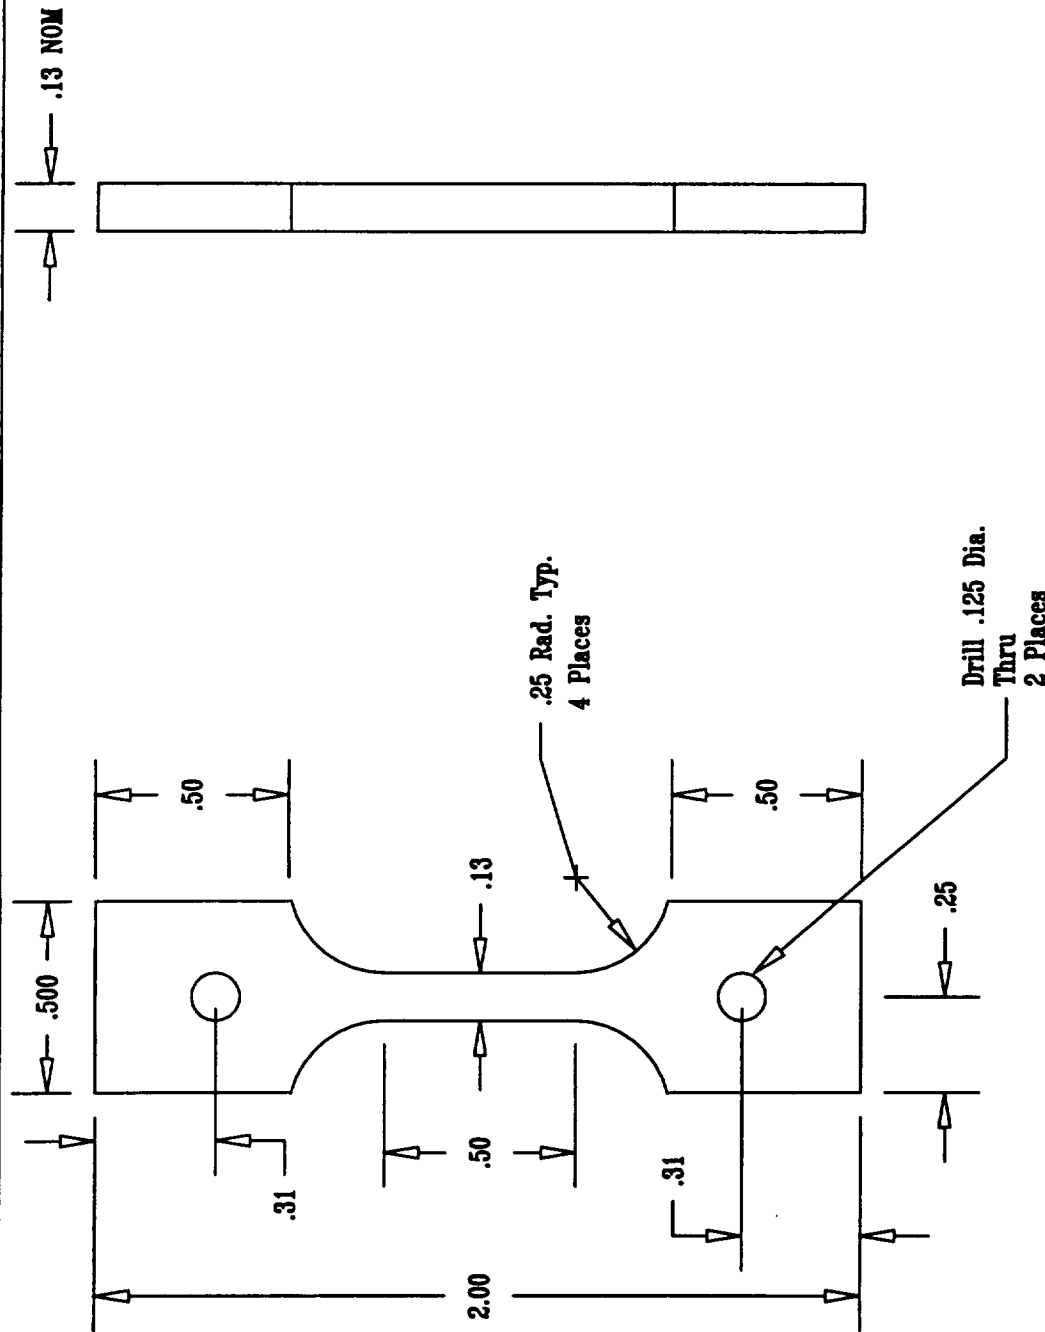 .13 NOM
.50
.50
.500
.13
.25 Rad. Typ.
4 Places
.25
Drill .125 Dia.
Thru
2 Places
.31
.50
.31
2.00